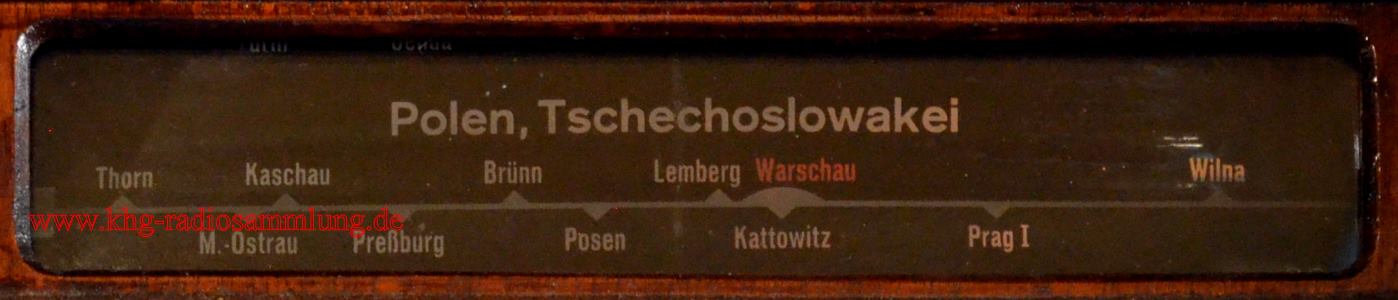 Polen, Tschechoslowakei
Thorn Kaschau Brünn Lemberg Warschau Wilna
www.khg-radiosammlung.de
M.-Ostrau Preßburg Posen Kattowitz Prag I